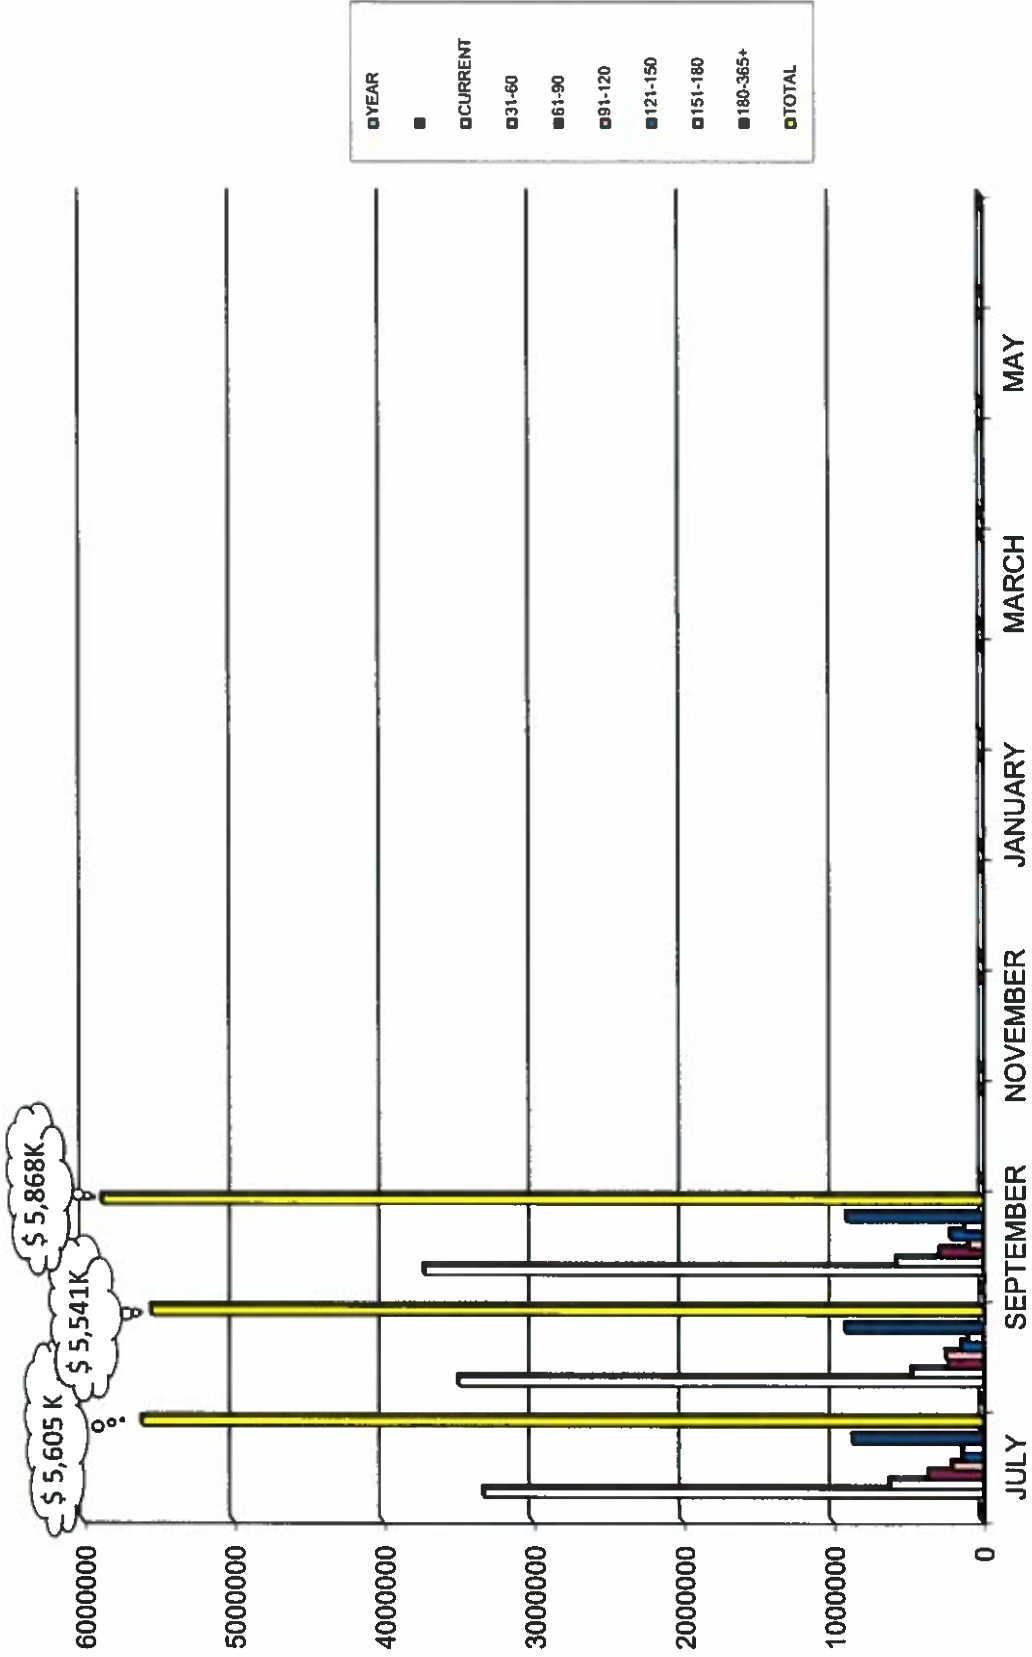 $ 5,605 K
$ 5,541K
$ 5,868K
6000000
5000000
4000000
3000000
2000000
1000000
0
JULY
SEPTEMBER
NOVEMBER
JANUARY
MARCH
MAY
YEAR
CURRENT
31-60
61-90
91-120
121-150
151-180
180-365+
TOTAL